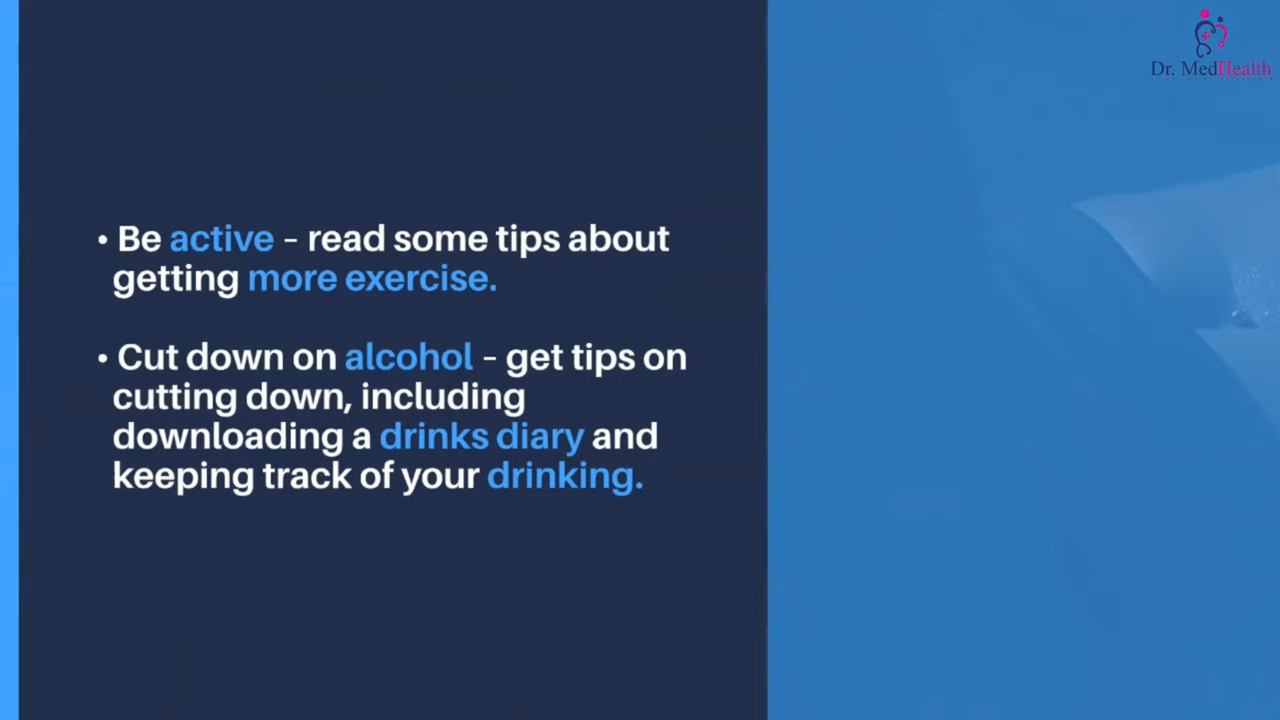 Dr. MedHealth
• Be active – read some tips about
getting more exercise.
• Cut down on alcohol – get tips on
cutting down, including
downloading a drinks diary and
keeping track of your drinking.